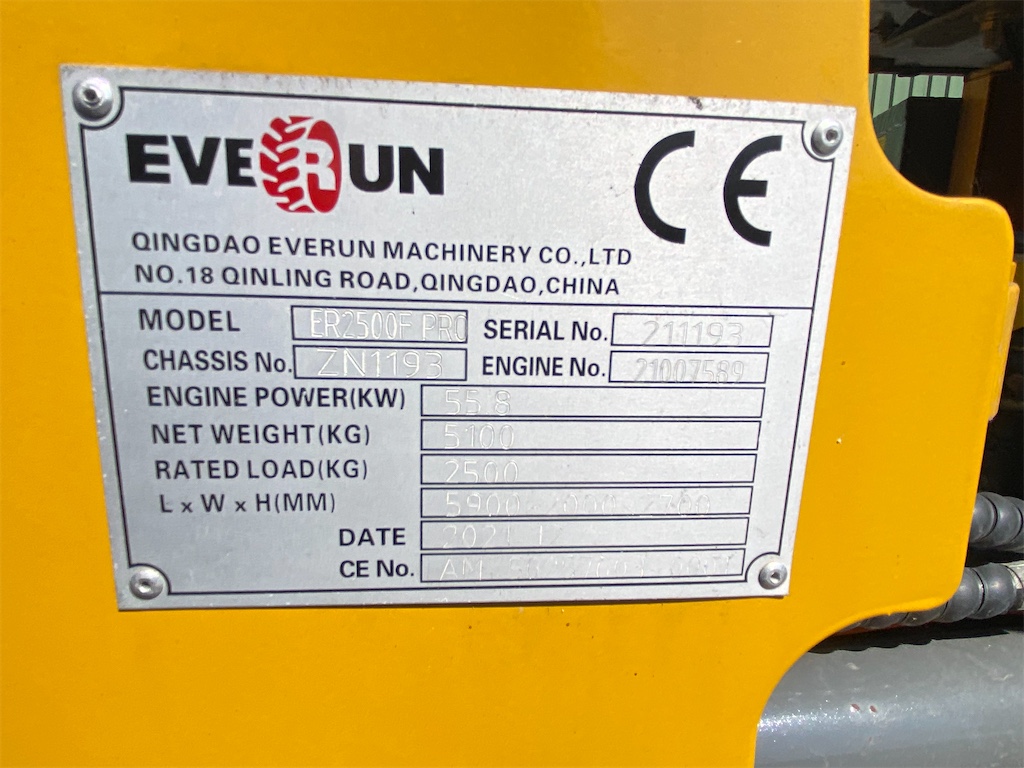 EVERUN
CE
QINGDAO EVERUN MACHINERY CO.,LTD
NO.18 QINLING ROAD,QINGDAO,CHINA
MODEL ER2500F PRO SERIAL No. 211193
CHASSIS No. ZN1193 ENGINE No. 21007589
ENGINE POWER(KW) 55.8
NET WEIGHT(KG) 5100
RATED LOAD(KG) 2500
L x W x H(MM) 5900
DATE
CE No. AM